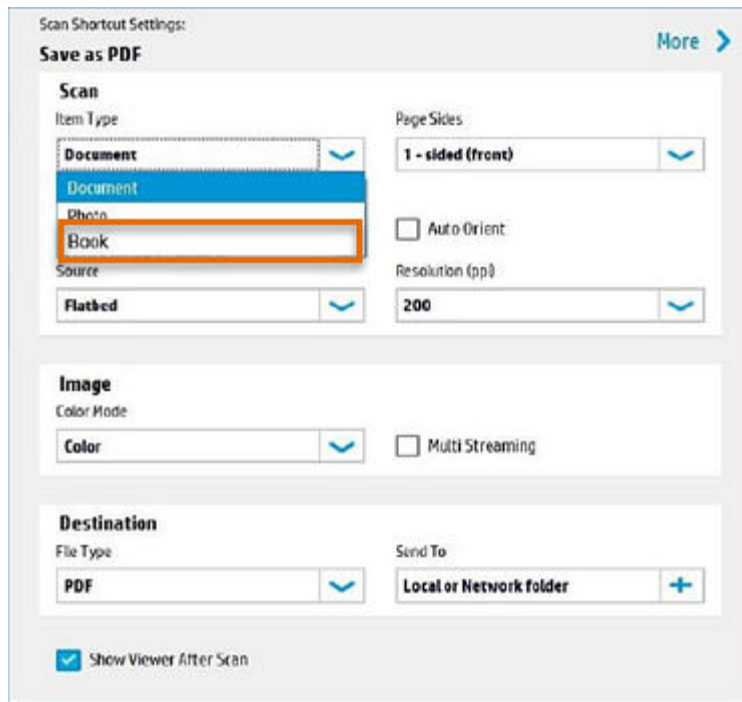 Scan Shortcut Settings:
More
Save as PDF
Scan
Item Type
Page Sides
Document
1 - sided (front)
Document
Photo
Auto Orient
Book
Source
Resolution (ppi)
Flatbed
200
Image
Color Mode
Color
Multi Streaming
Destination
File Type
Send To
PDF
Local or Network folder
Show Viewer After Scan